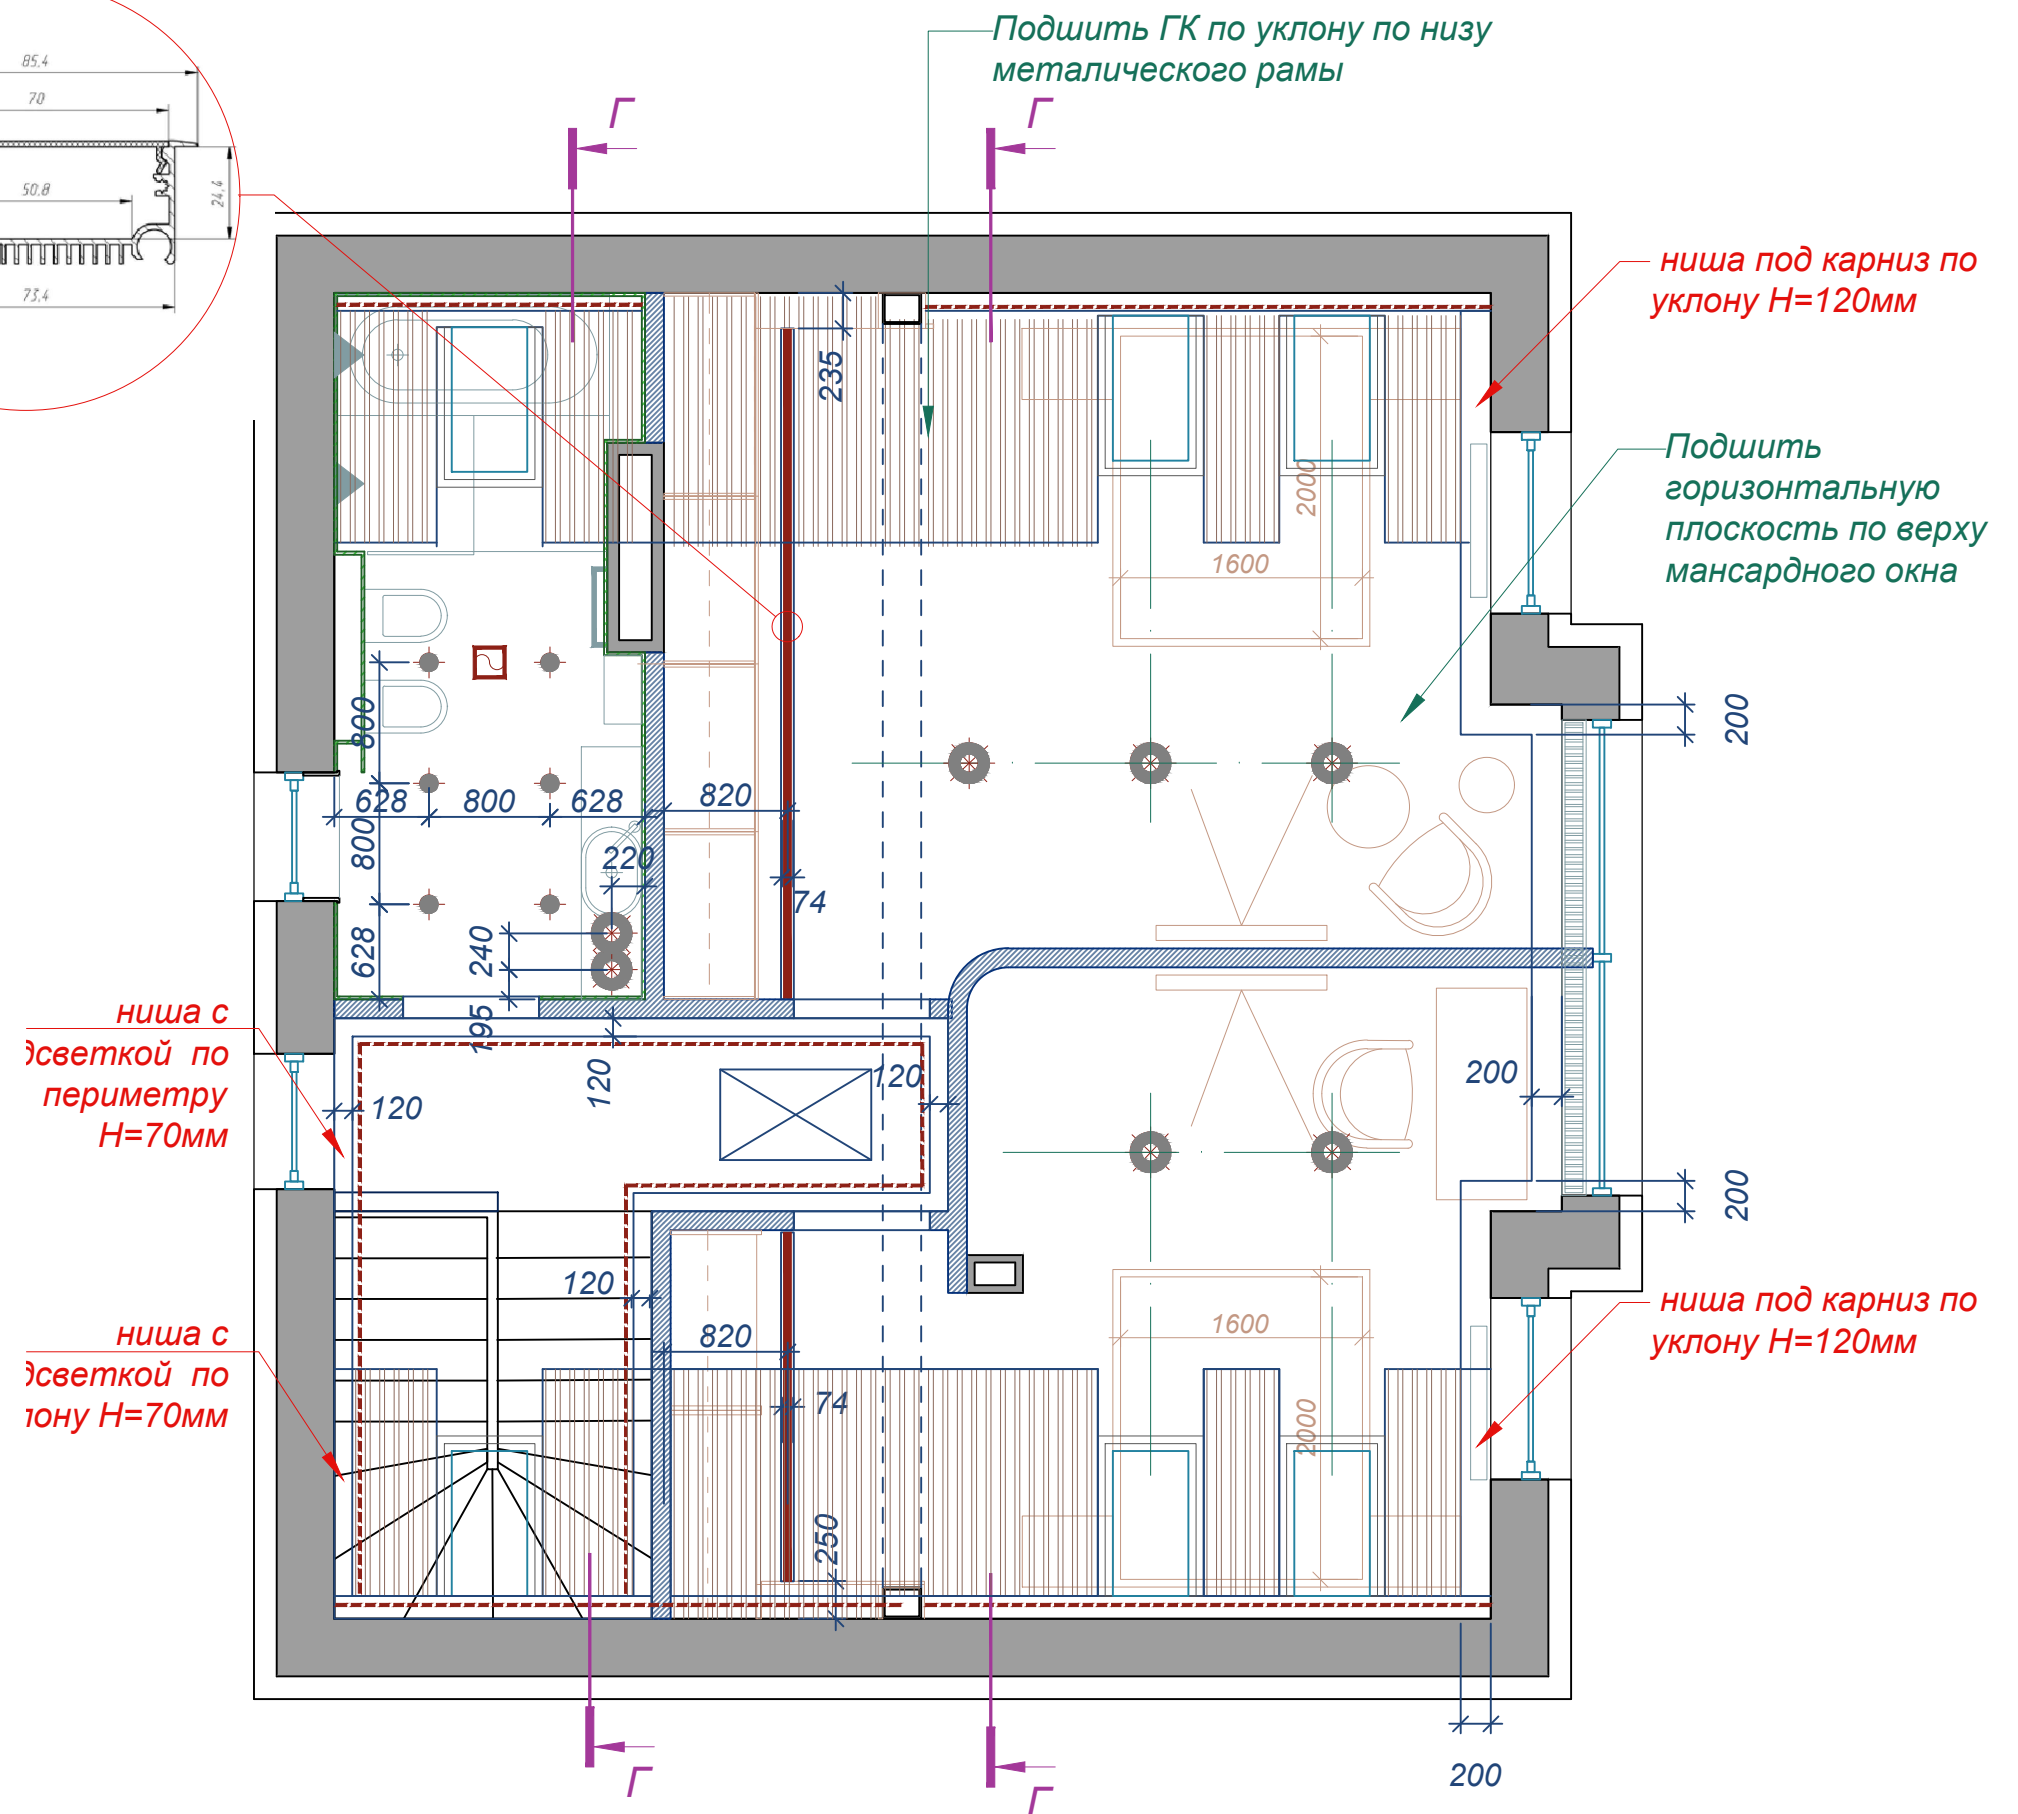 85,4
70
50,8
24,4
73,4
Подшить ГК по уклону по низу
металического рамы
Г
Г
ниша под карниз по
уклону Н=120мм
Подшить
горизонтальную
плоскость по верху
мансардного окна
235
2000
1600
800
628
800
628
820
800
220
74
628
240
195
200
ниша с
периметру
Н=70мм
по
120
120
120
200
200
120
820
1600
ниша под карниз по
уклону Н=120мм
ниша с
по
Н=70мм
74
2000
250
200
Г
Г